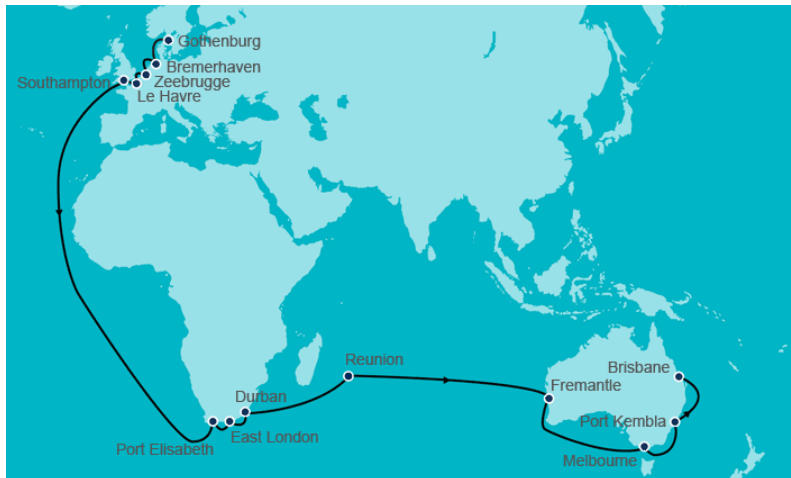 Gothenburg
Bremerhaven
Southampton
Zeebrugge
Le Havre
Reunion
Brisbane
Fremantle
Durban
Port Kembla
East London
Port Elisabeth
Melbourne